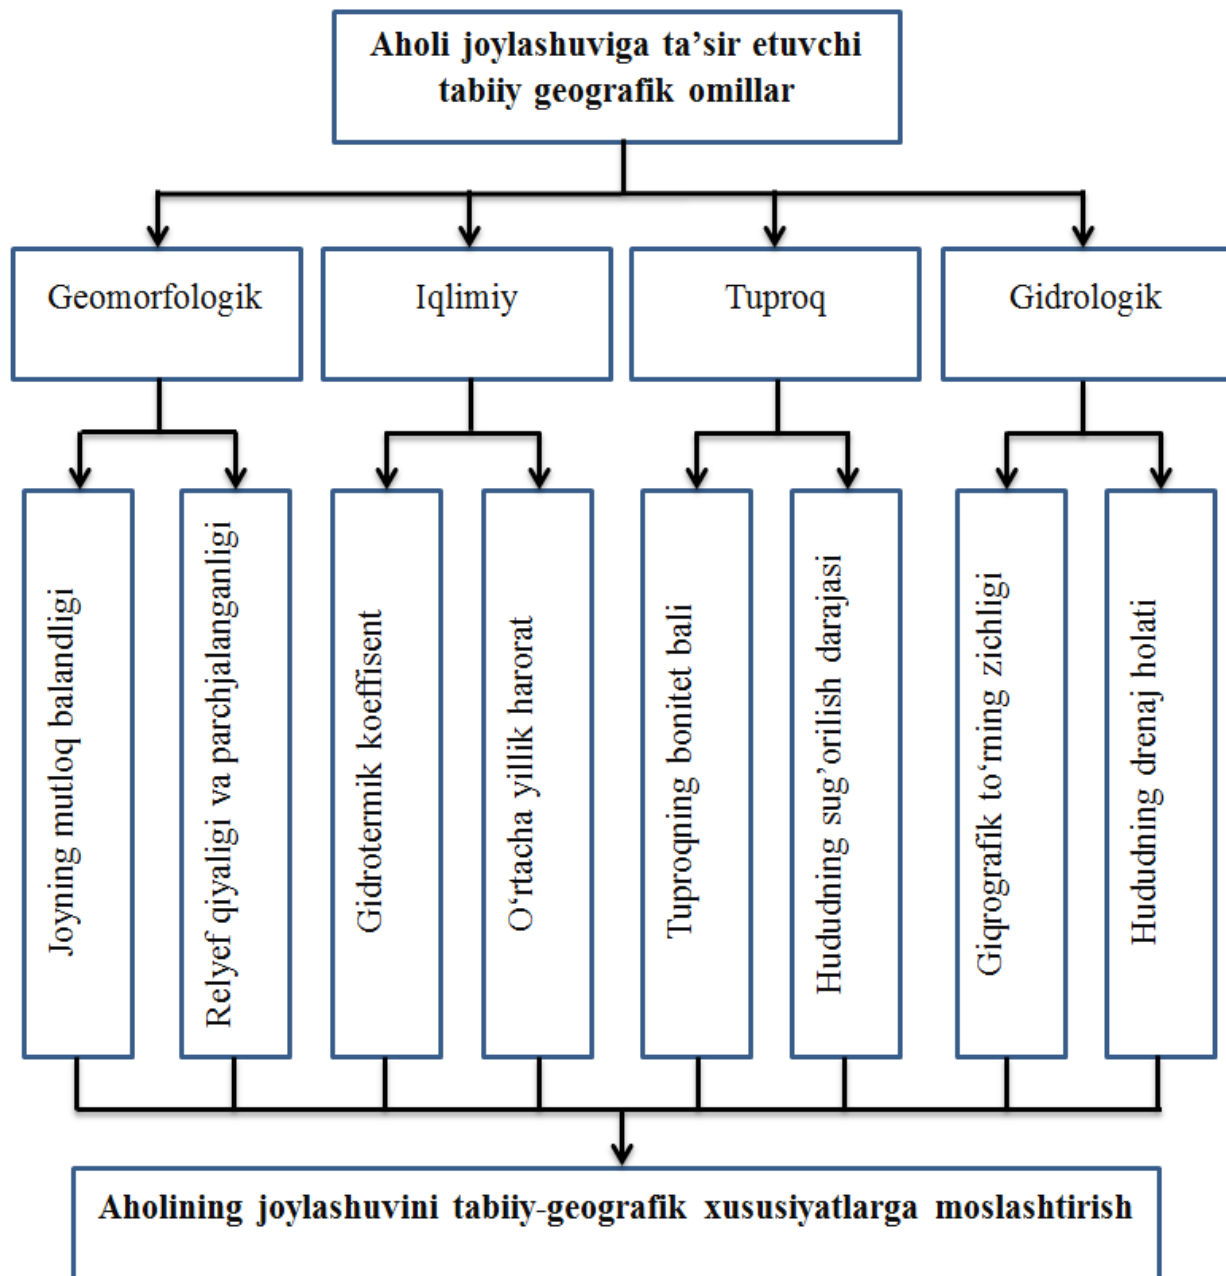 Aholi joylashuviga ta’sir etuvchi
tabiiy geografik omillar
Geomorfologik
Iqlimiy
Tuproq
Gidrologik
Joyning mutloq balandligi
Relyef qiyaligi va parchjalanganligi
Gidrotermik koeffisent
O‘rtacha yillik harorat
Tuproqning bonitet bali
Hududning sug’orilish darajasi
Giqrografik to‘rning zichligi
Hududning drenaj holati
Aholining joylashuvini tabiiy-geografik xususiyatlarga moslashtirish